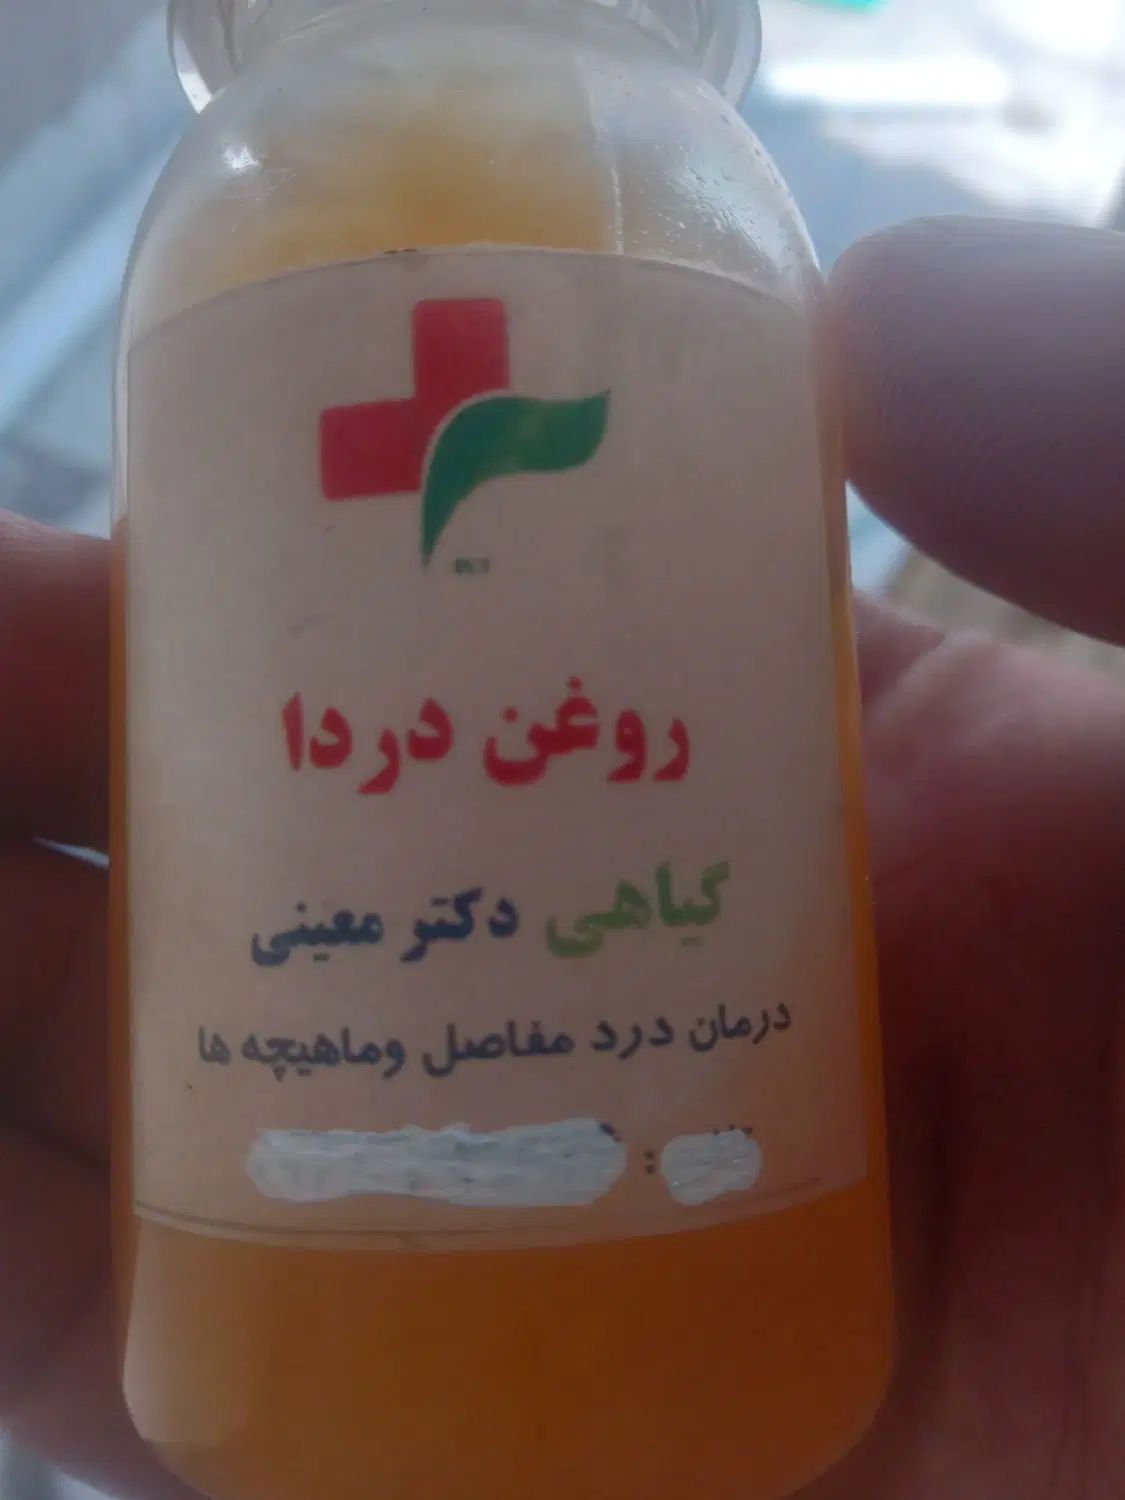 روغن دردا
گیاهی دکتر معینی
درمان درد مفاصل وماهیچه ها
: